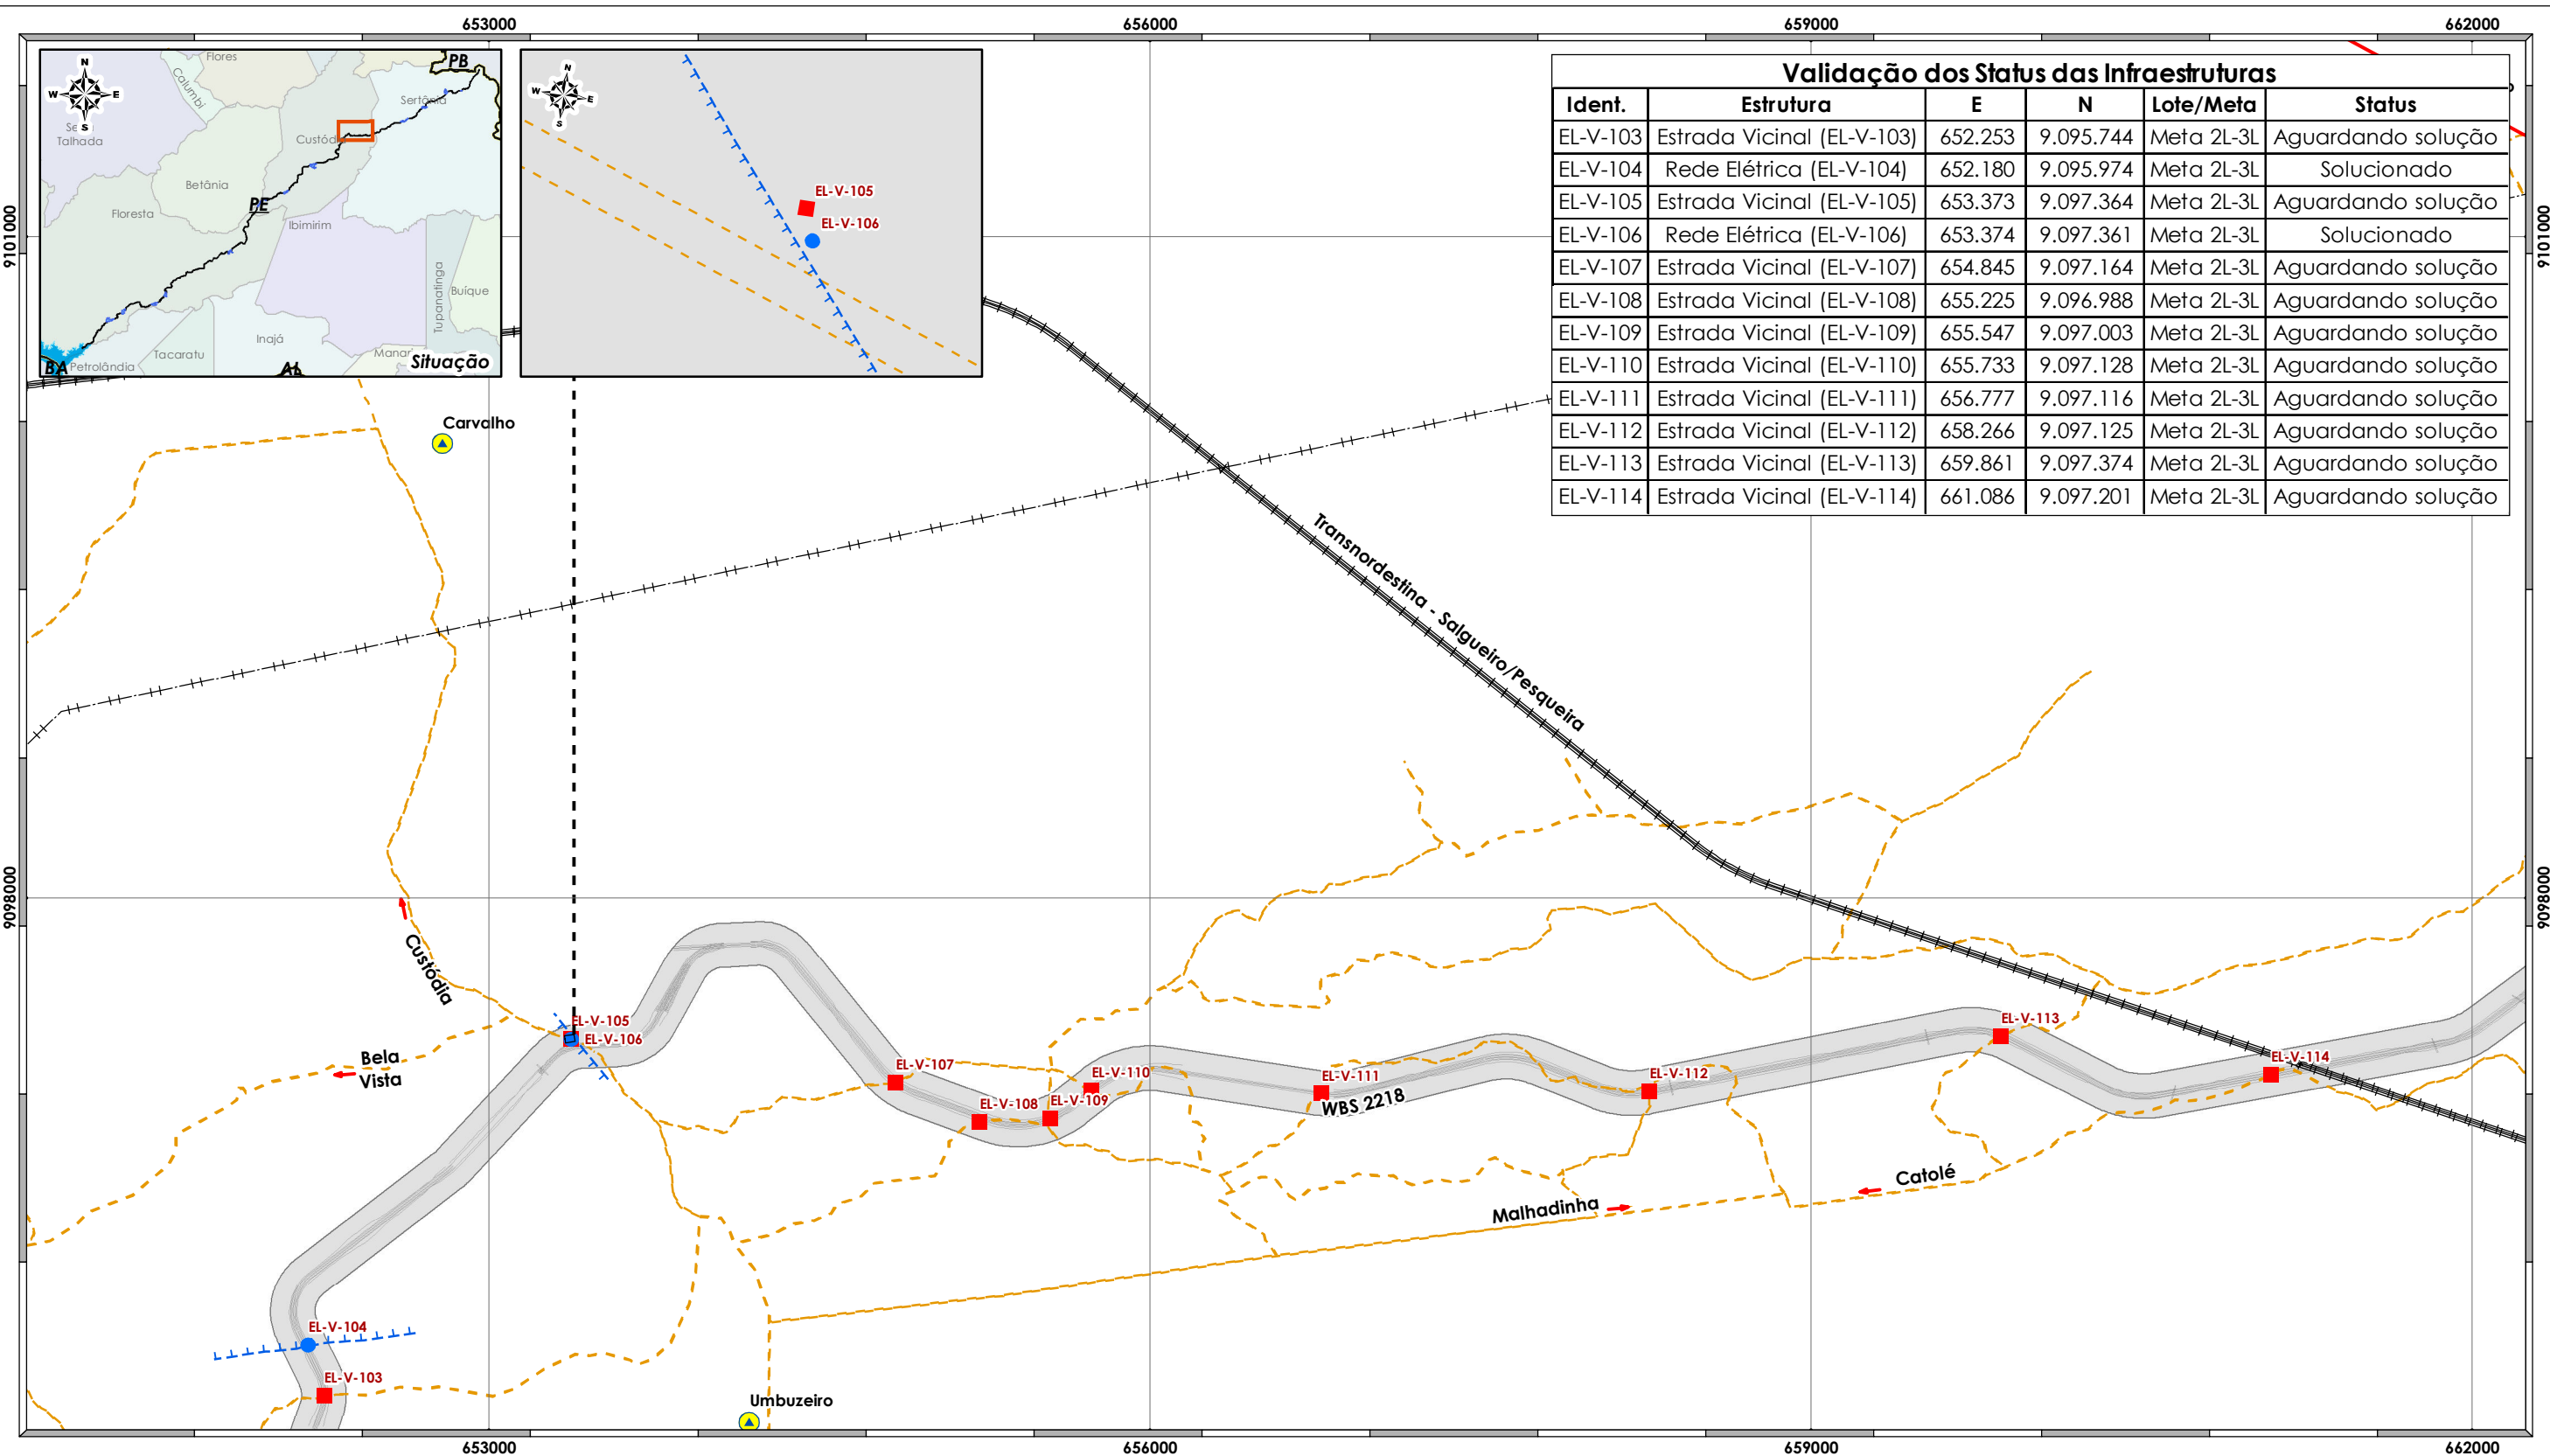 653000
656000
659000
662000
9101000
9101000
9098000
9098000
N
W
E
S
Flores
Calumbi
PB
Sertânia
Talhada
Custód
Betânia
Floresta
PE
Ibimirim
Tupanatinga
Buíque
Inajá
Tacaratu
Manari
BA
Petrolândia
AL
Situação
N
W
E
S
EL-V-105
EL-V-106
Validação dos Status das Infraestruturas
Ident. Estrutura E N Lote/Meta Status
EL-V-103 Estrada Vicinal (EL-V-103) 652.253 9.095.744 Meta 2L-3L Aguardando solução
EL-V-104 Rede Elétrica (EL-V-104) 652.180 9.095.974 Meta 2L-3L Solucionado
EL-V-105 Estrada Vicinal (EL-V-105) 653.373 9.097.364 Meta 2L-3L Aguardando solução
EL-V-106 Rede Elétrica (EL-V-106) 653.374 9.097.361 Meta 2L-3L Solucionado
EL-V-107 Estrada Vicinal (EL-V-107) 654.845 9.097.164 Meta 2L-3L Aguardando solução
EL-V-108 Estrada Vicinal (EL-V-108) 655.225 9.096.988 Meta 2L-3L Aguardando solução
EL-V-109 Estrada Vicinal (EL-V-109) 655.547 9.097.003 Meta 2L-3L Aguardando solução
EL-V-110 Estrada Vicinal (EL-V-110) 655.733 9.097.128 Meta 2L-3L Aguardando solução
EL-V-111 Estrada Vicinal (EL-V-111) 656.777 9.097.116 Meta 2L-3L Aguardando solução
EL-V-112 Estrada Vicinal (EL-V-112) 658.266 9.097.125 Meta 2L-3L Aguardando solução
EL-V-113 Estrada Vicinal (EL-V-113) 659.861 9.097.374 Meta 2L-3L Aguardando solução
EL-V-114 Estrada Vicinal (EL-V-114) 661.086 9.097.201 Meta 2L-3L Aguardando solução
Carvalho
Transnordestina - Salgueiro/Pesqueira
Custódia
EL-V-105
EL-V-106
Bela
Vista
EL-V-107
EL-V-108
EL-V-109
EL-V-110
EL-V-111
WBS 2218
EL-V-112
EL-V-113
EL-V-114
Catolé
Malhadinha
EL-V-104
EL-V-103
Umbuzeiro
653000
656000
659000
662000